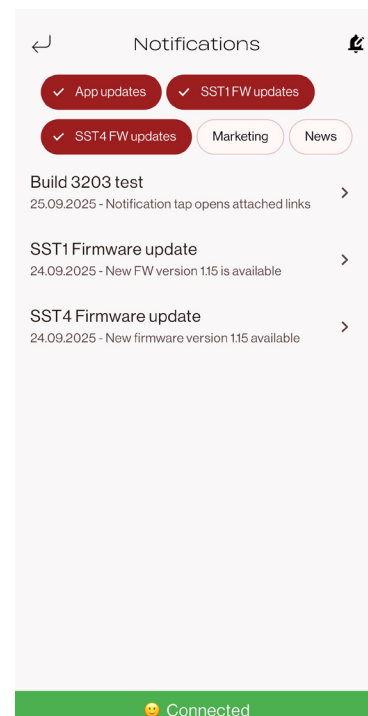 Notifications
App updates
SST1 FW updates
SST4 FW updates
Marketing
News
Build 3203 test
25.09.2025 - Notification tap opens attached links
SST1 Firmware update
24.09.2025 - New FW version 1.15 is available
SST4 Firmware update
24.09.2025 - New firmware version 1.15 available
Connected